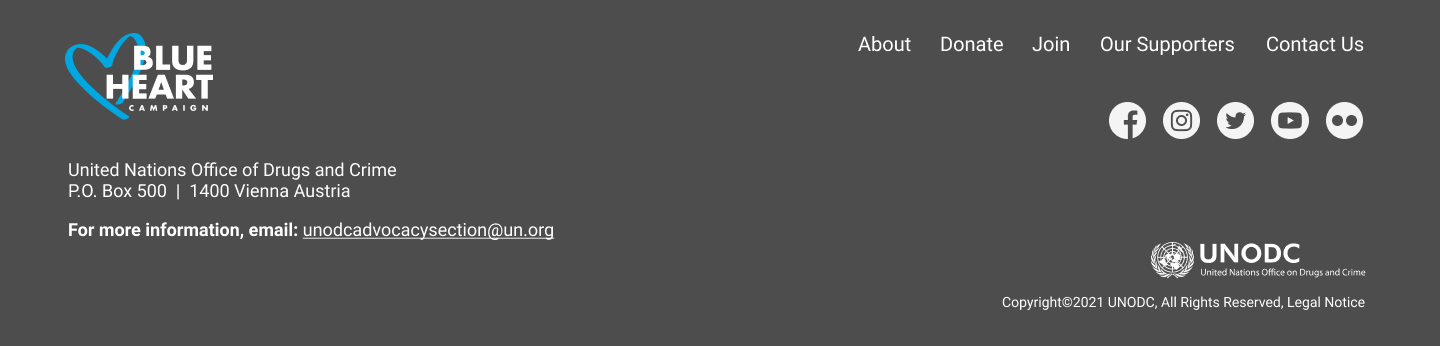 BLUE
HEART
CAMPAIGN
About Donate Join Our Supporters Contact Us
United Nations Office of Drugs and Crime
P.O. Box 500 | 1400 Vienna Austria
For more information, email: unodcadvocacysection@un.org
UNODC
United Nations Office on Drugs and Crime
Copyright©2021 UNODC, All Rights Reserved, Legal Notice